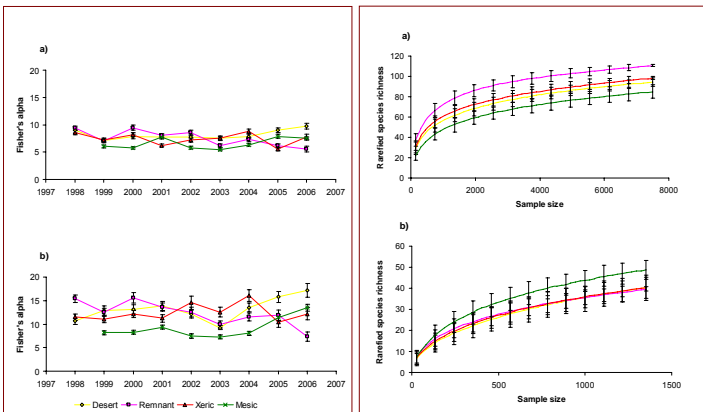 a)
20
15
10
5
0
Fisher's alpha
1997 1998 1999 2000 2001 2002 2003 2004 2005 2006 2007
b)
20
15
10
5
0
Fisher's alpha
1997 1998 1999 2000 2001 2002 2003 2004 2005 2006 2007
Desert Remnant Xeric Mesic
a)
120
100
80
60
40
20
0
Rarefied species richness
0 2000 4000 6000 8000
Sample size
b)
60
50
40
30
20
10
0
Rarefied species richness
0 500 1000 1500
Sample size